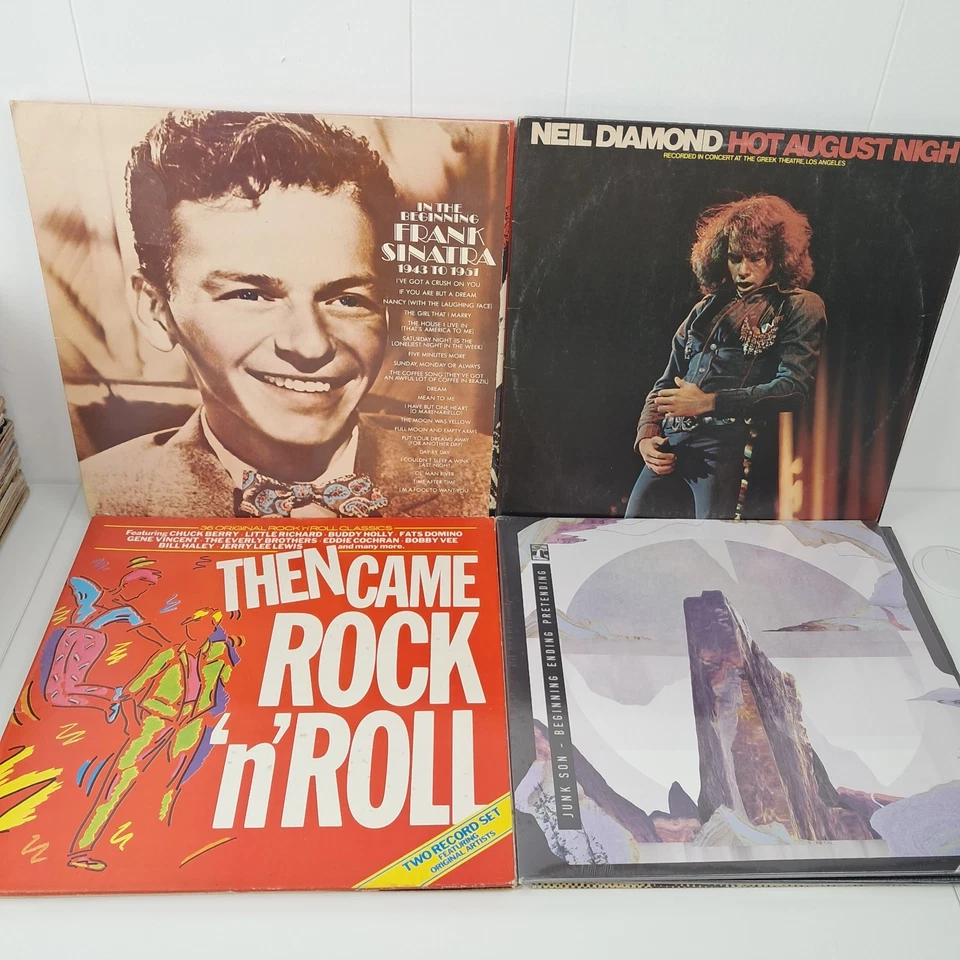 IN THE
BEGINNING
FRANK
SINATRA
1943 TO 1951
I'VE GOT A CRUSH ON YOU
IF YOU ARE BUT A DREAM
NANCY (WITH THE LAUGHING FACE)
THE GIRL THAT I MARRY
THE HOUSE I LIVE IN
(THAT'S AMERICA TO ME)
SATURDAY NIGHT (IS THE
LONELIEST NIGHT IN THE WEEK)
FIVE MINUTES MORE
SUNDAY, MONDAY OR ALWAYS
THE COFFEE SONG (THEY'VE GOT
AN AWFUL LOT OF COFFEE IN BRAZIL)
DREAM
MEAN TO ME
I HAVE BUT ONE HEART
(O MARENARIELLO)
THE MOON WAS YELLOW
FULL MOON AND EMPTY ARMS
PUT YOUR DREAMS AWAY
(FOR ANOTHER DAY)
DAY BY DAY
I COULDN'T SLEEP A WINK
LAST NIGHT
OL' MAN RIVER
TIME AFTER TIME
I'M A FOOL TO WANT YOU
NEIL DIAMOND HOT AUGUST NIGH
RECORDED IN CONCERT AT THE GREEK THEATRE, LOS ANGELES
36 ORIGINAL ROCK 'n' ROLL CLASSICS
Featuring CHUCK BERRY · LITTLE RICHARD · BUDDY HOLLY · FATS DOMINO
GENE VINCENT · THE EVERLY BROTHERS · EDDIE COCHRAN · BOBBY VEE
BILL HALEY · JERRY LEE LEWIS and many more.
THEN CAME
ROCK
'n' ROLL
TWO RECORD SET
FEATURING
ORIGINAL ARTISTS
JUNK SON – BEGINNING ENDING PRETENDING